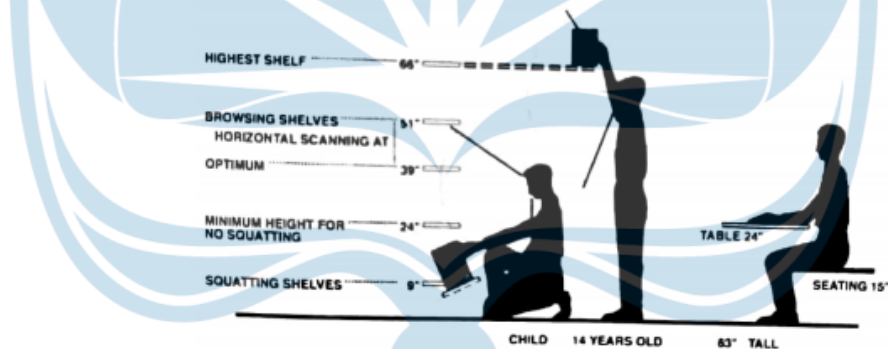 HIGHEST SHELF 66"
BROWSING SHELVES 51"
HORIZONTAL SCANNING AT
OPTIMUM 39"
MINIMUM HEIGHT FOR 24"
NO SQUATTING
TABLE 24"
SQUATTING SHELVES 9"
SEATING 15"
CHILD 14 YEARS OLD 63" TALL